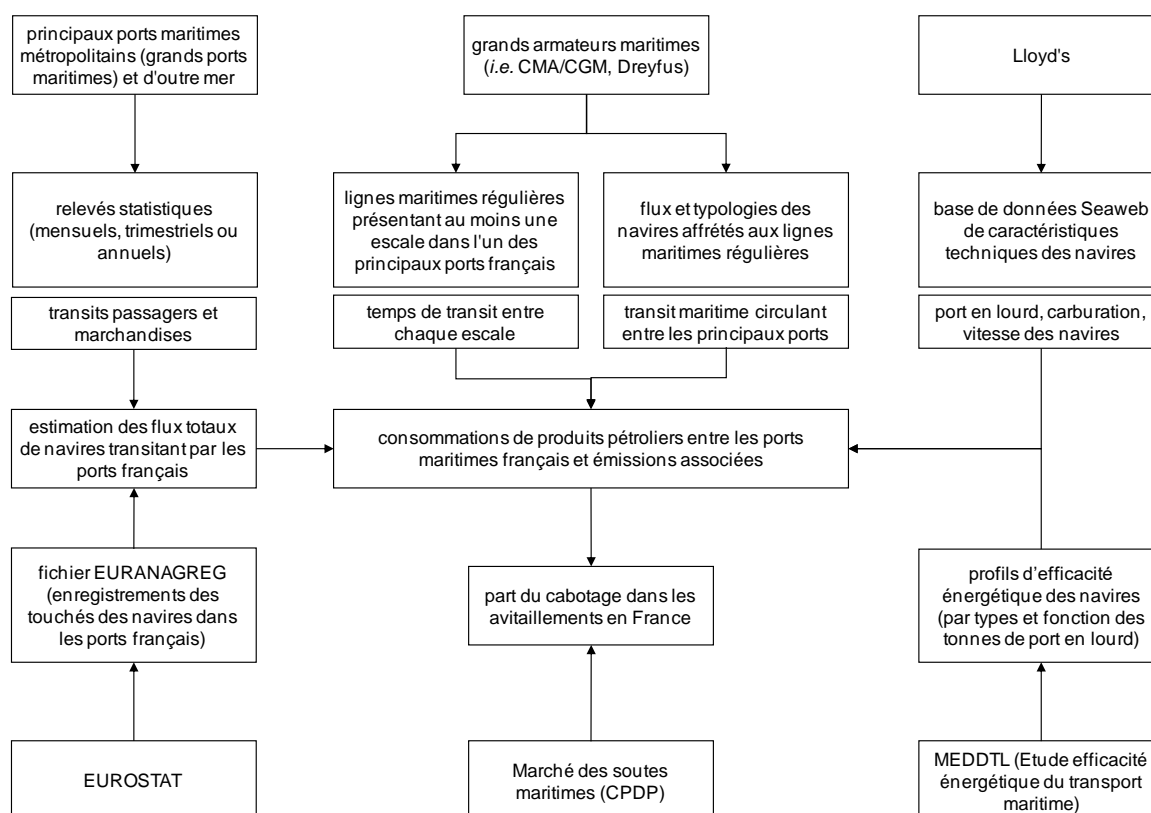 principaux ports maritimes
métropolitains (grands ports
maritimes) et d'outre mer
grands armateurs maritimes
(i.e. CMA/CGM, Dreyfus)
Lloyd's
relevés statistiques
(mensuels, trimestriels ou
annuels)
lignes maritimes régulières
présentant au moins une
escale dans l'un des
principaux ports français
flux et typologies des
navires affrétés aux lignes
maritimes régulières
base de données Seaweb
de caractéristiques
techniques des navires
transits passagers et
marchandises
temps de transit entre
chaque escale
transit maritime circulant
entre les principaux ports
port en lourd, carburation,
vitesse des navires
estimation des flux totaux
de navires transitant par les
ports français
consommations de produits pétroliers entre les ports
maritimes français et émissions associées
fichier EURANAGREG
(enregistrements des
touchés des navires dans
les ports français)
part du cabotage dans les
avitaillements en France
profils d’efficacité
énergétique des navires
(par types et fonction des
tonnes de port en lourd)
EUROSTAT
Marché des soutes
maritimes (CPDP)
MEDDTL (Etude efficacité
énergétique du transport
maritime)